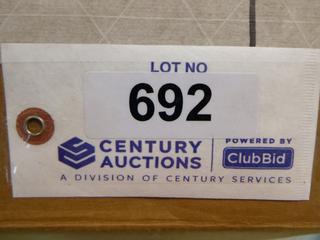 LOT NO
692
CENTURY
AUCTIONS
POWERED BY
ClubBid
A DIVISION OF CENTURY SERVICES